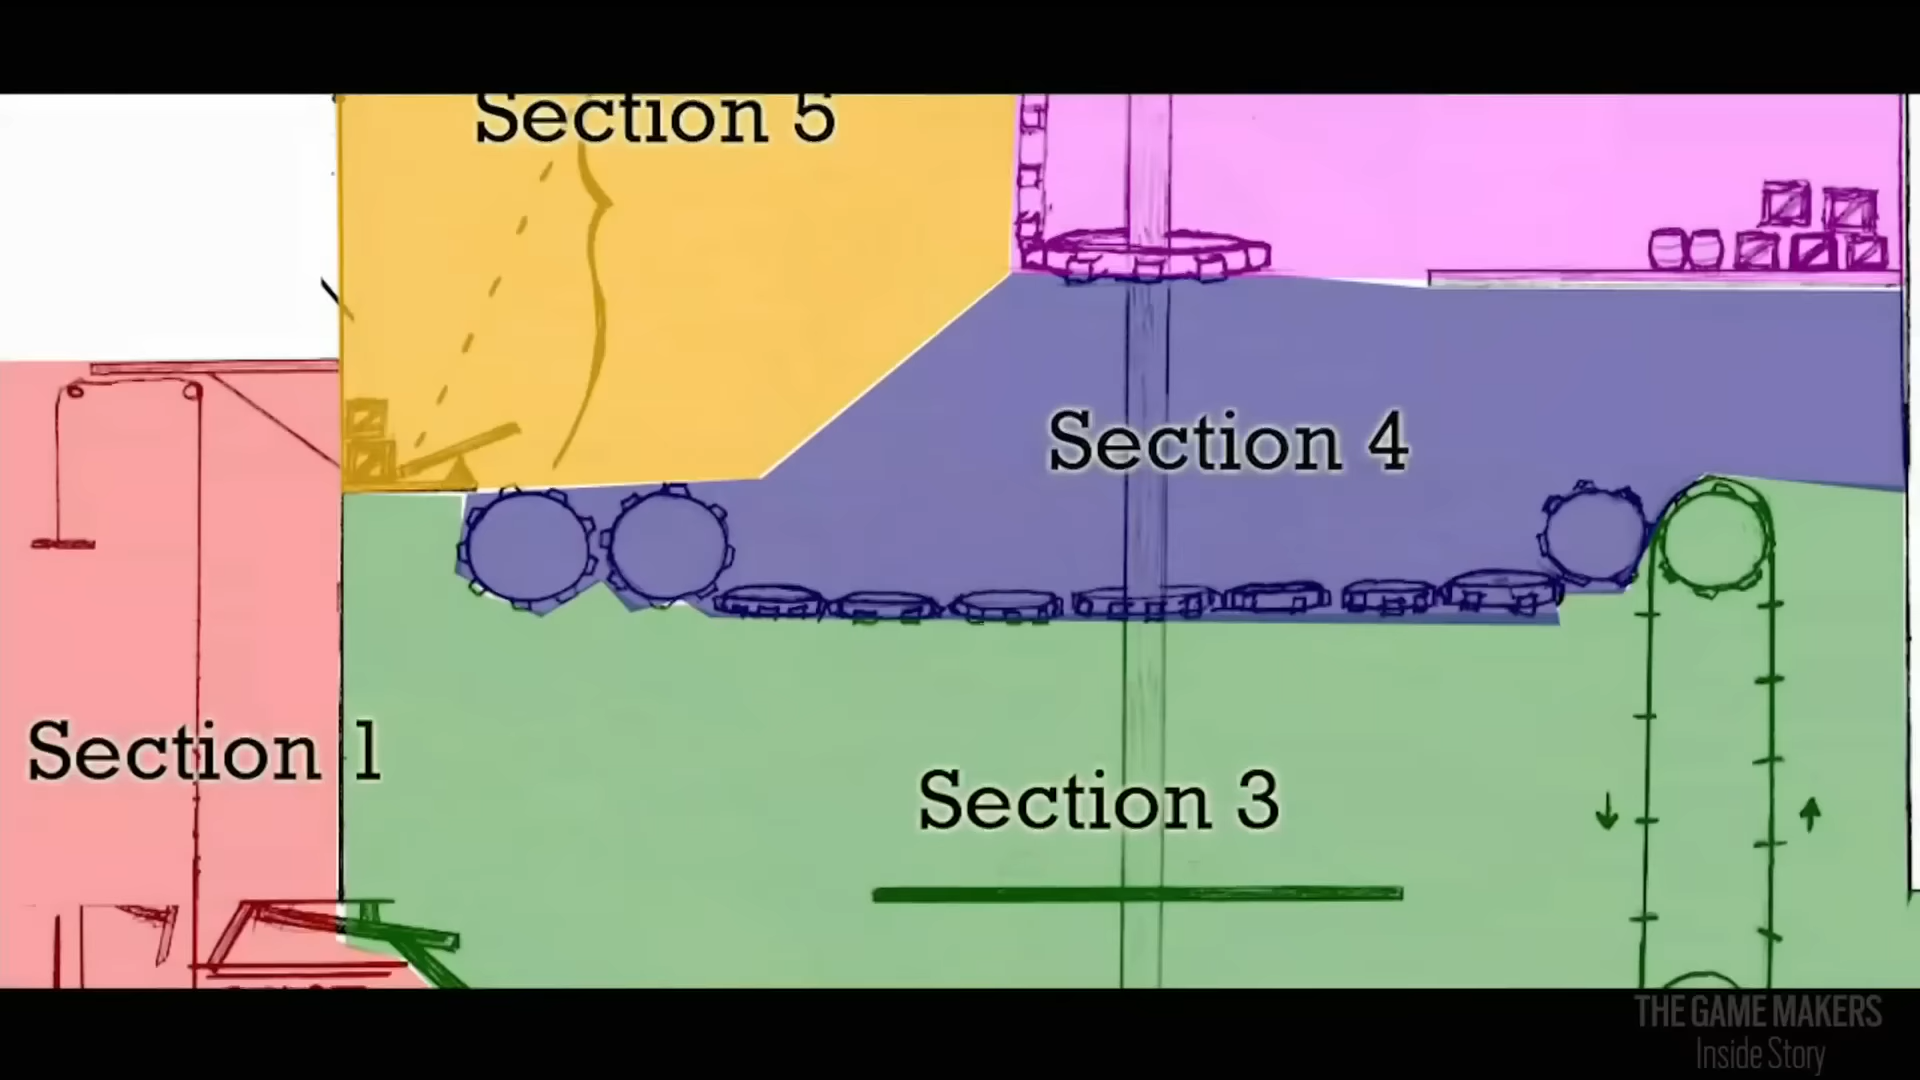 Section 5
Section 4
Section 1
Section 3
THE GAME MAKERS
Inside Story